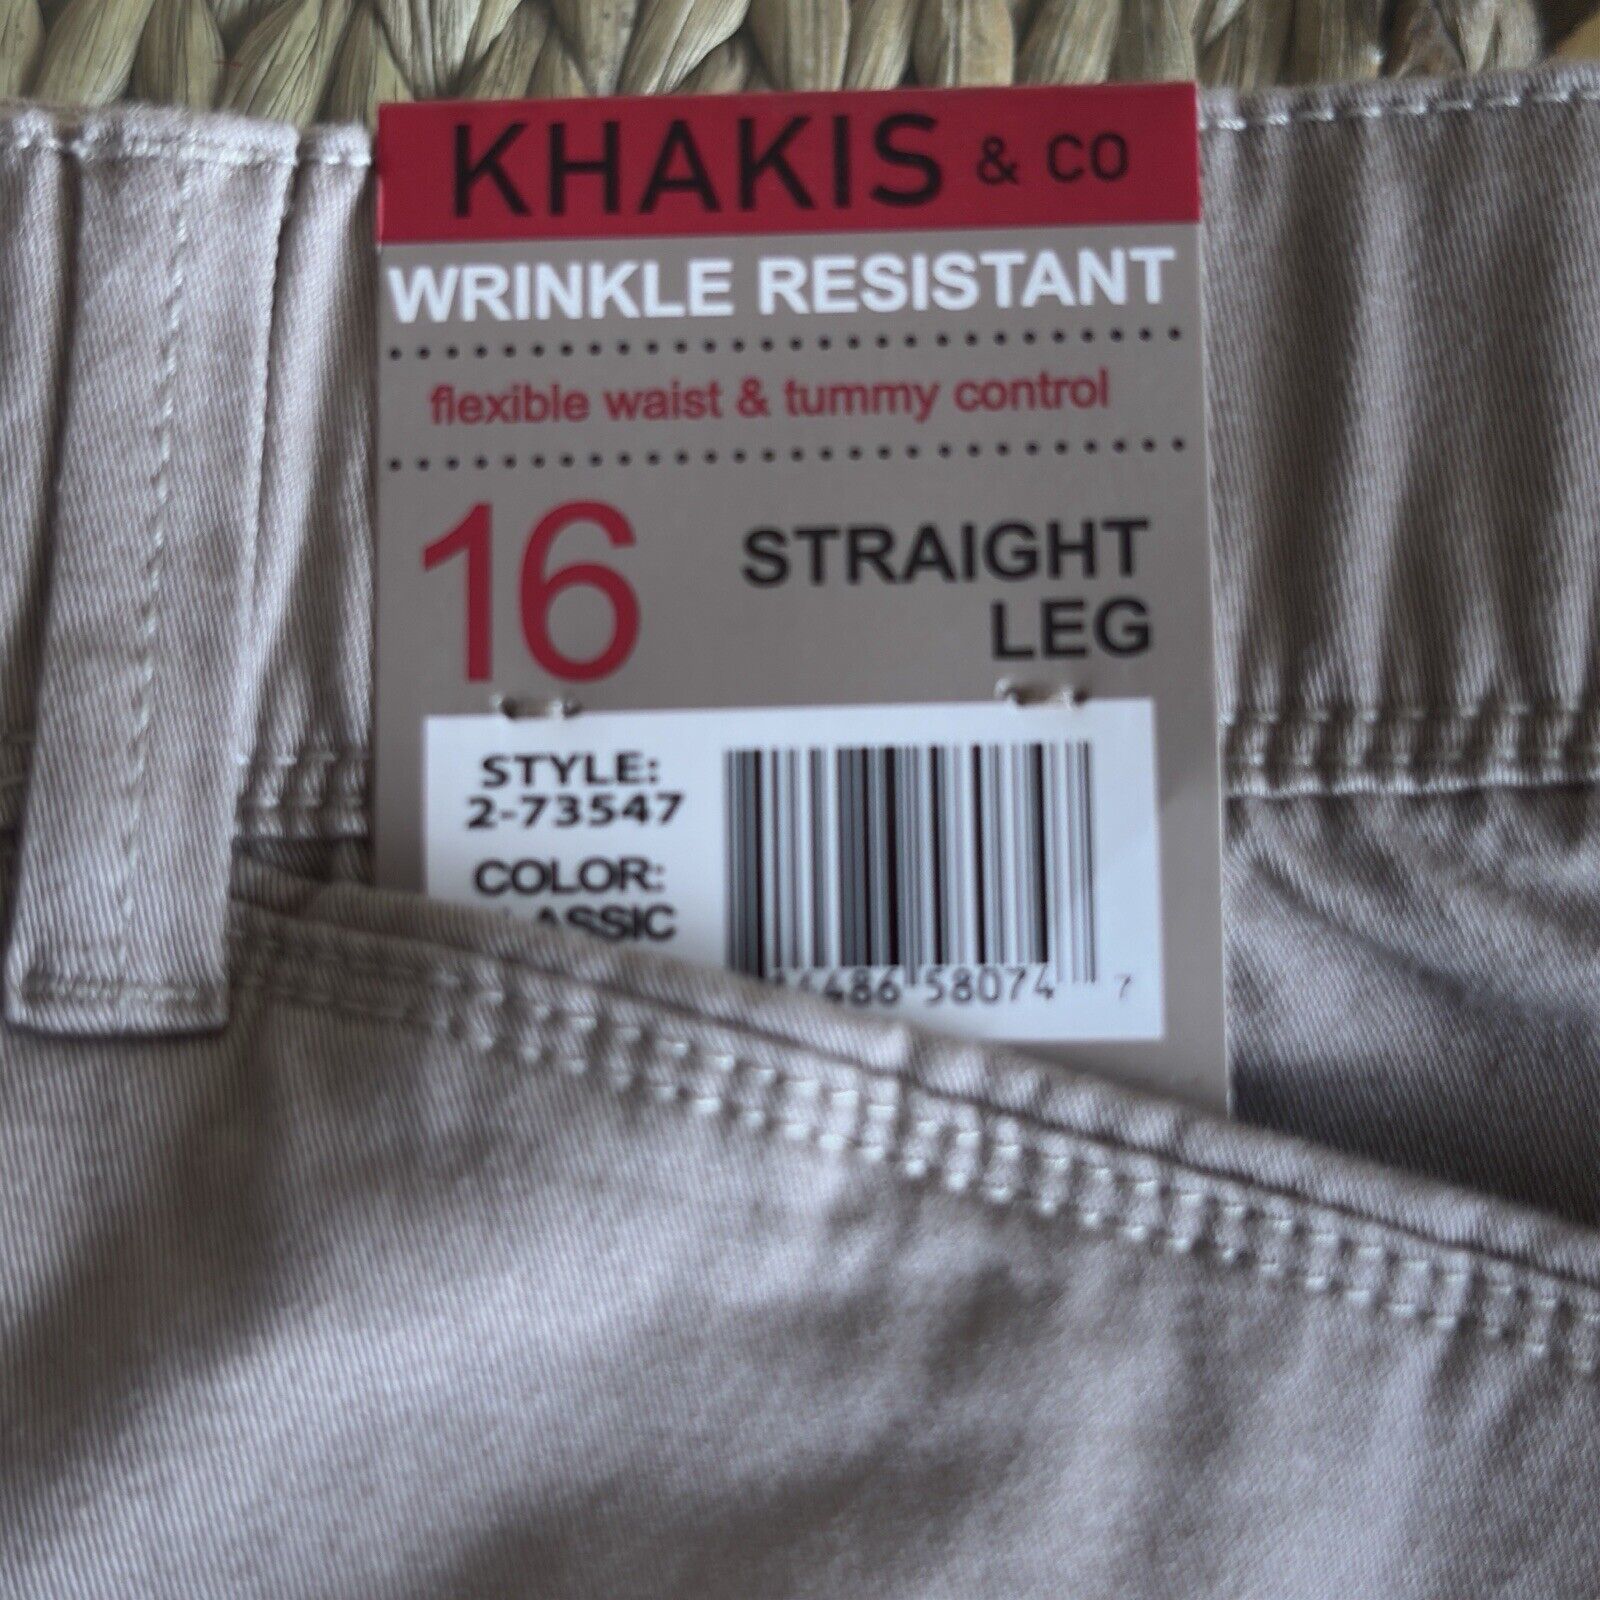 KHAKIS & CO
WRINKLE RESISTANT
flexible waist & tummy control
16
STRAIGHT
LEG
STYLE:
2-73547
COLOR:
58074 7